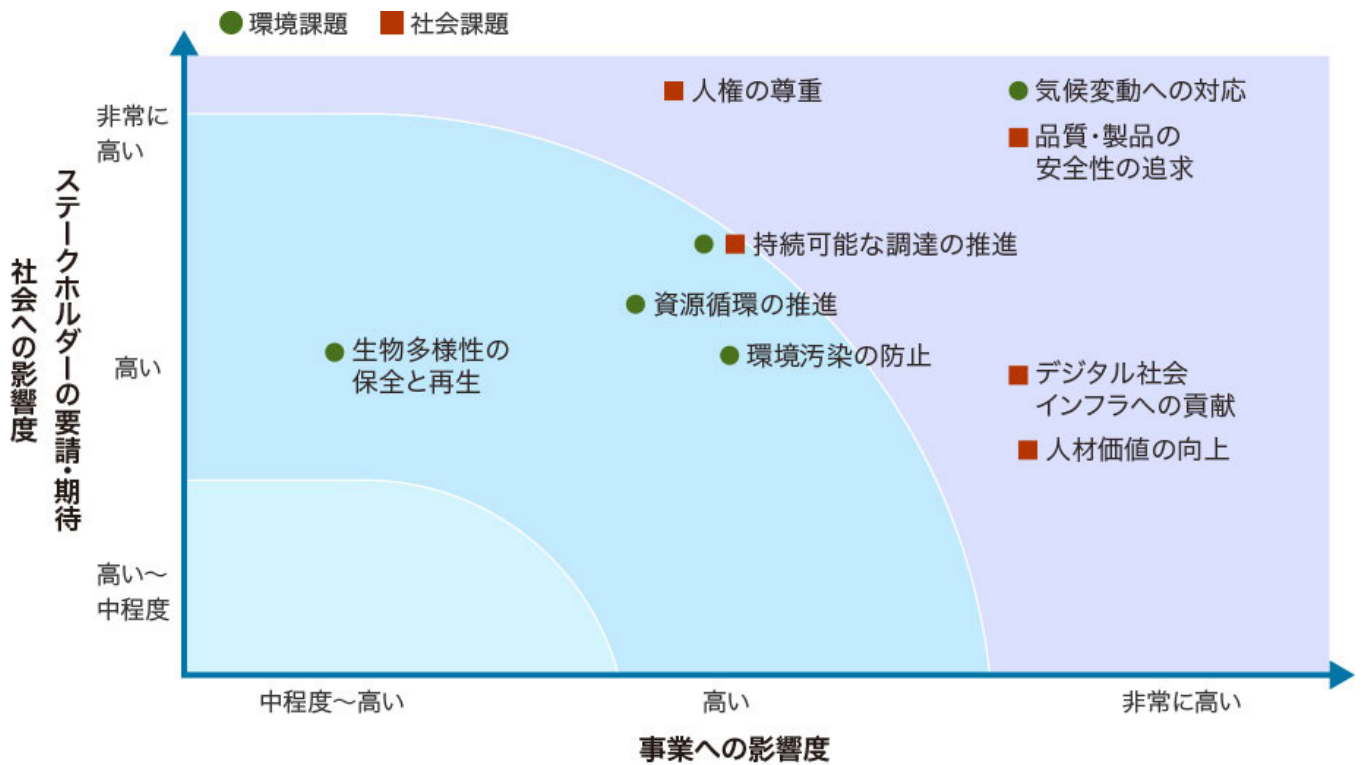 環境課題 社会課題
非常に
高い
高い
高い～
中程度
ステークホルダーの要請・期待
社会への影響度
人権の尊重
気候変動への対応
品質・製品の
安全性の追求
持続可能な調達の推進
資源循環の推進
生物多様性の
保全と再生
環境汚染の防止
デジタル社会
インフラへの貢献
人材価値の向上
中程度～高い
高い
非常に高い
事業への影響度